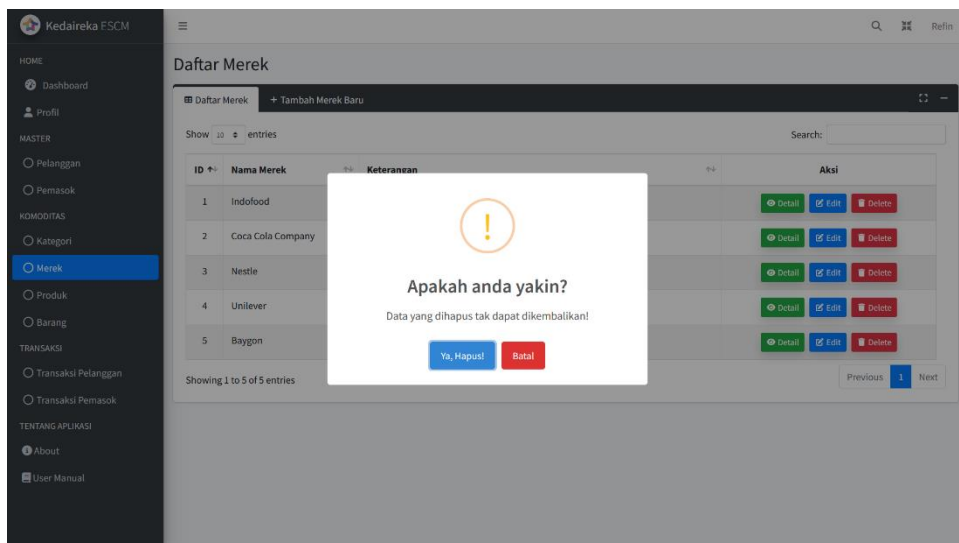 Kedaireka ESCM
Refin
HOME
Dashboard
Profil
MASTER
Pelanggan
Pemasok
KOMODITAS
Kategori
Merek
Produk
Barang
TRANSAKSI
Transaksi Pelanggan
Transaksi Pemasok
TENTANG APLIKASI
About
User Manual
Daftar Merek
Daftar Merek + Tambah Merek Baru
Show 10 entries Search:
ID Nama Merek Keterangan Aksi
1 Indofood Detail Edit Delete
2 Coca Cola Company Detail Edit Delete
3 Nestle Detail Edit Delete
4 Unilever Detail Edit Delete
5 Baygon Detail Edit Delete
Showing 1 to 5 of 5 entries Previous 1 Next
!
Apakah anda yakin?
Data yang dihapus tak dapat dikembalikan!
Ya, Hapus! Batal